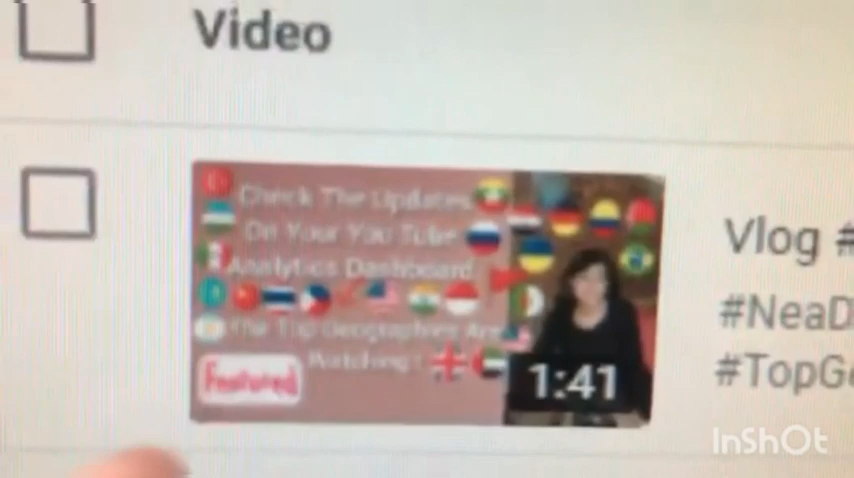 Video
Check The Updates
On Your You Tube
Analytics Dashboard
The Top Geographies Are
Watching !
Featured
1:41
Vlog #
#NeaD
#TopGe
InShOt